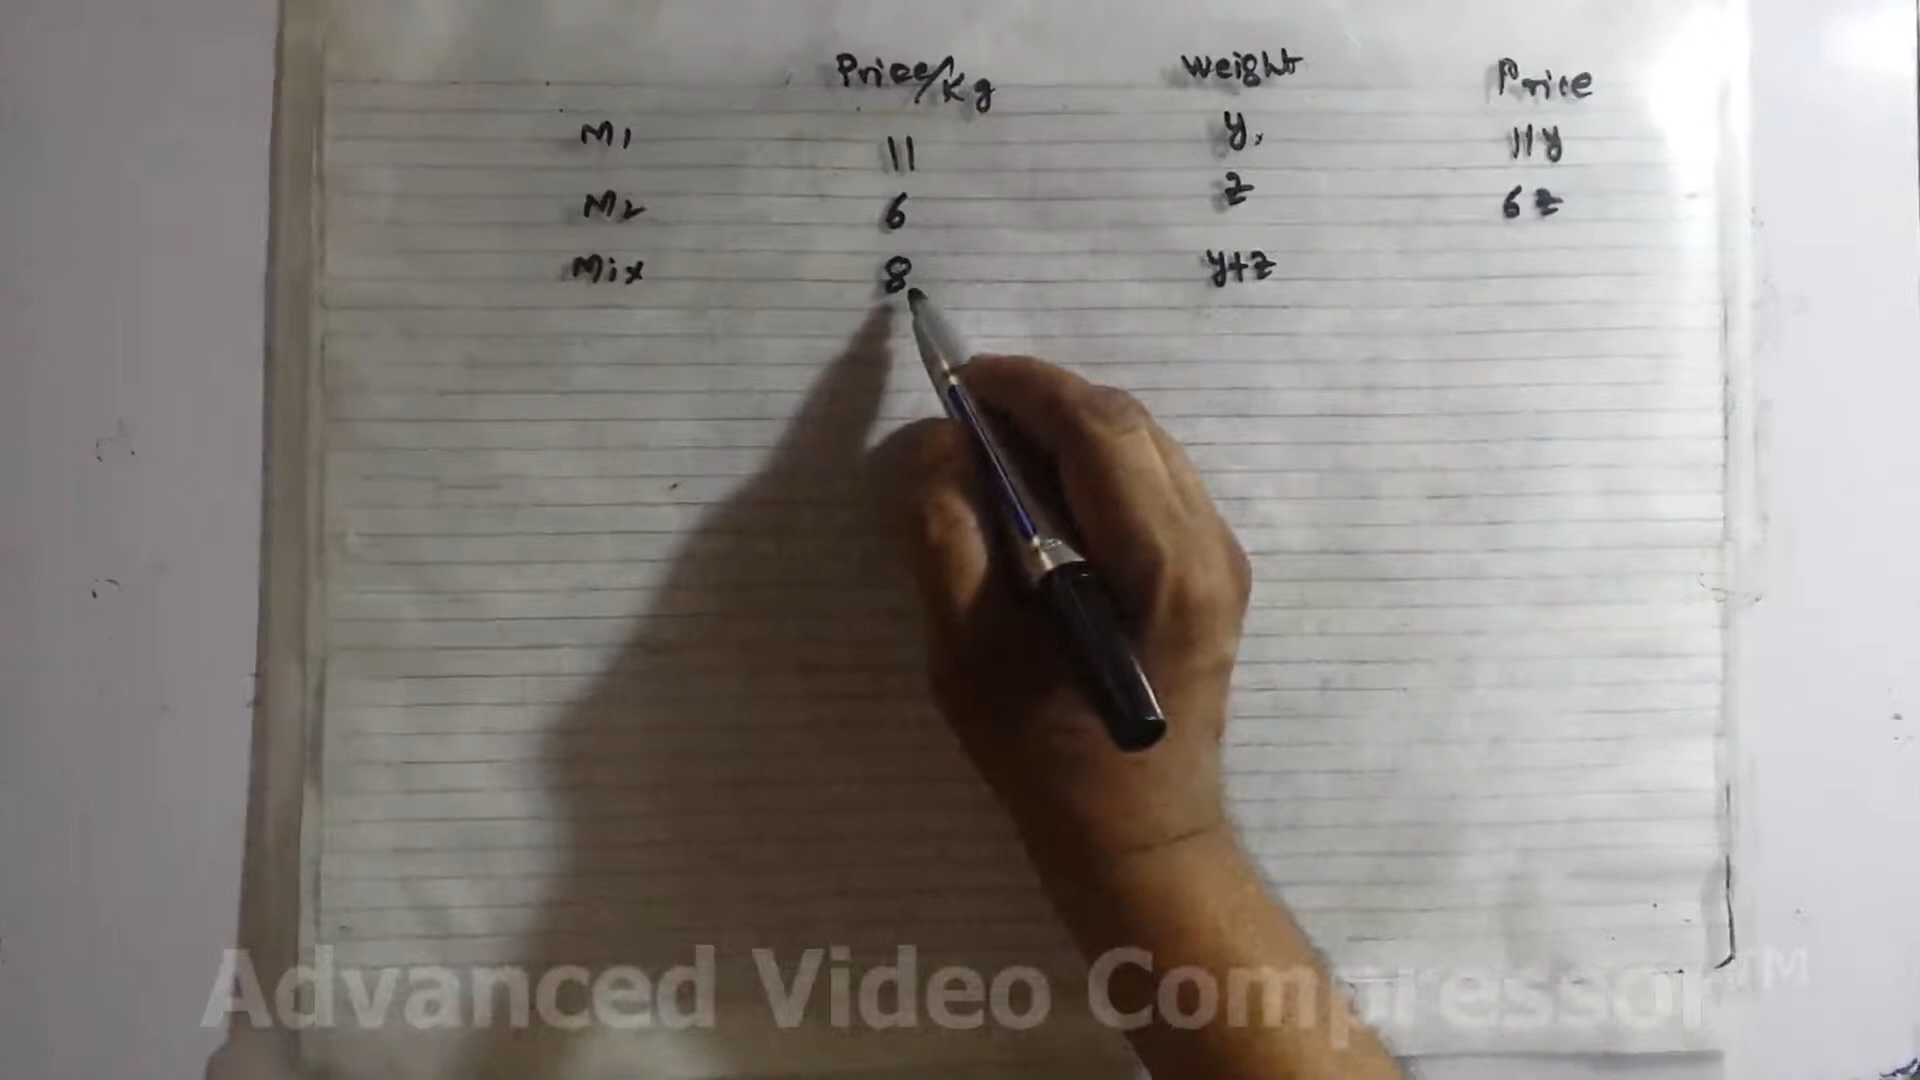 Price/Kg Weight Price
M1 11 y, 11y
M2 6 z 6z
Mix 8 y+z
Advanced Video Compressor™